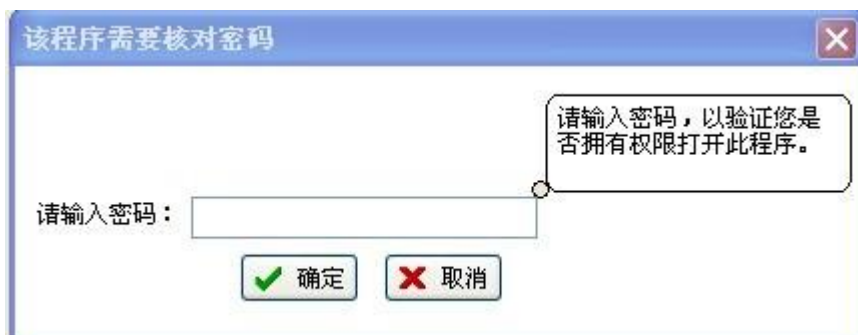 该程序需要核对密码
请输入密码，以验证您是
否拥有权限打开此程序。
请输入密码：
确定
取消